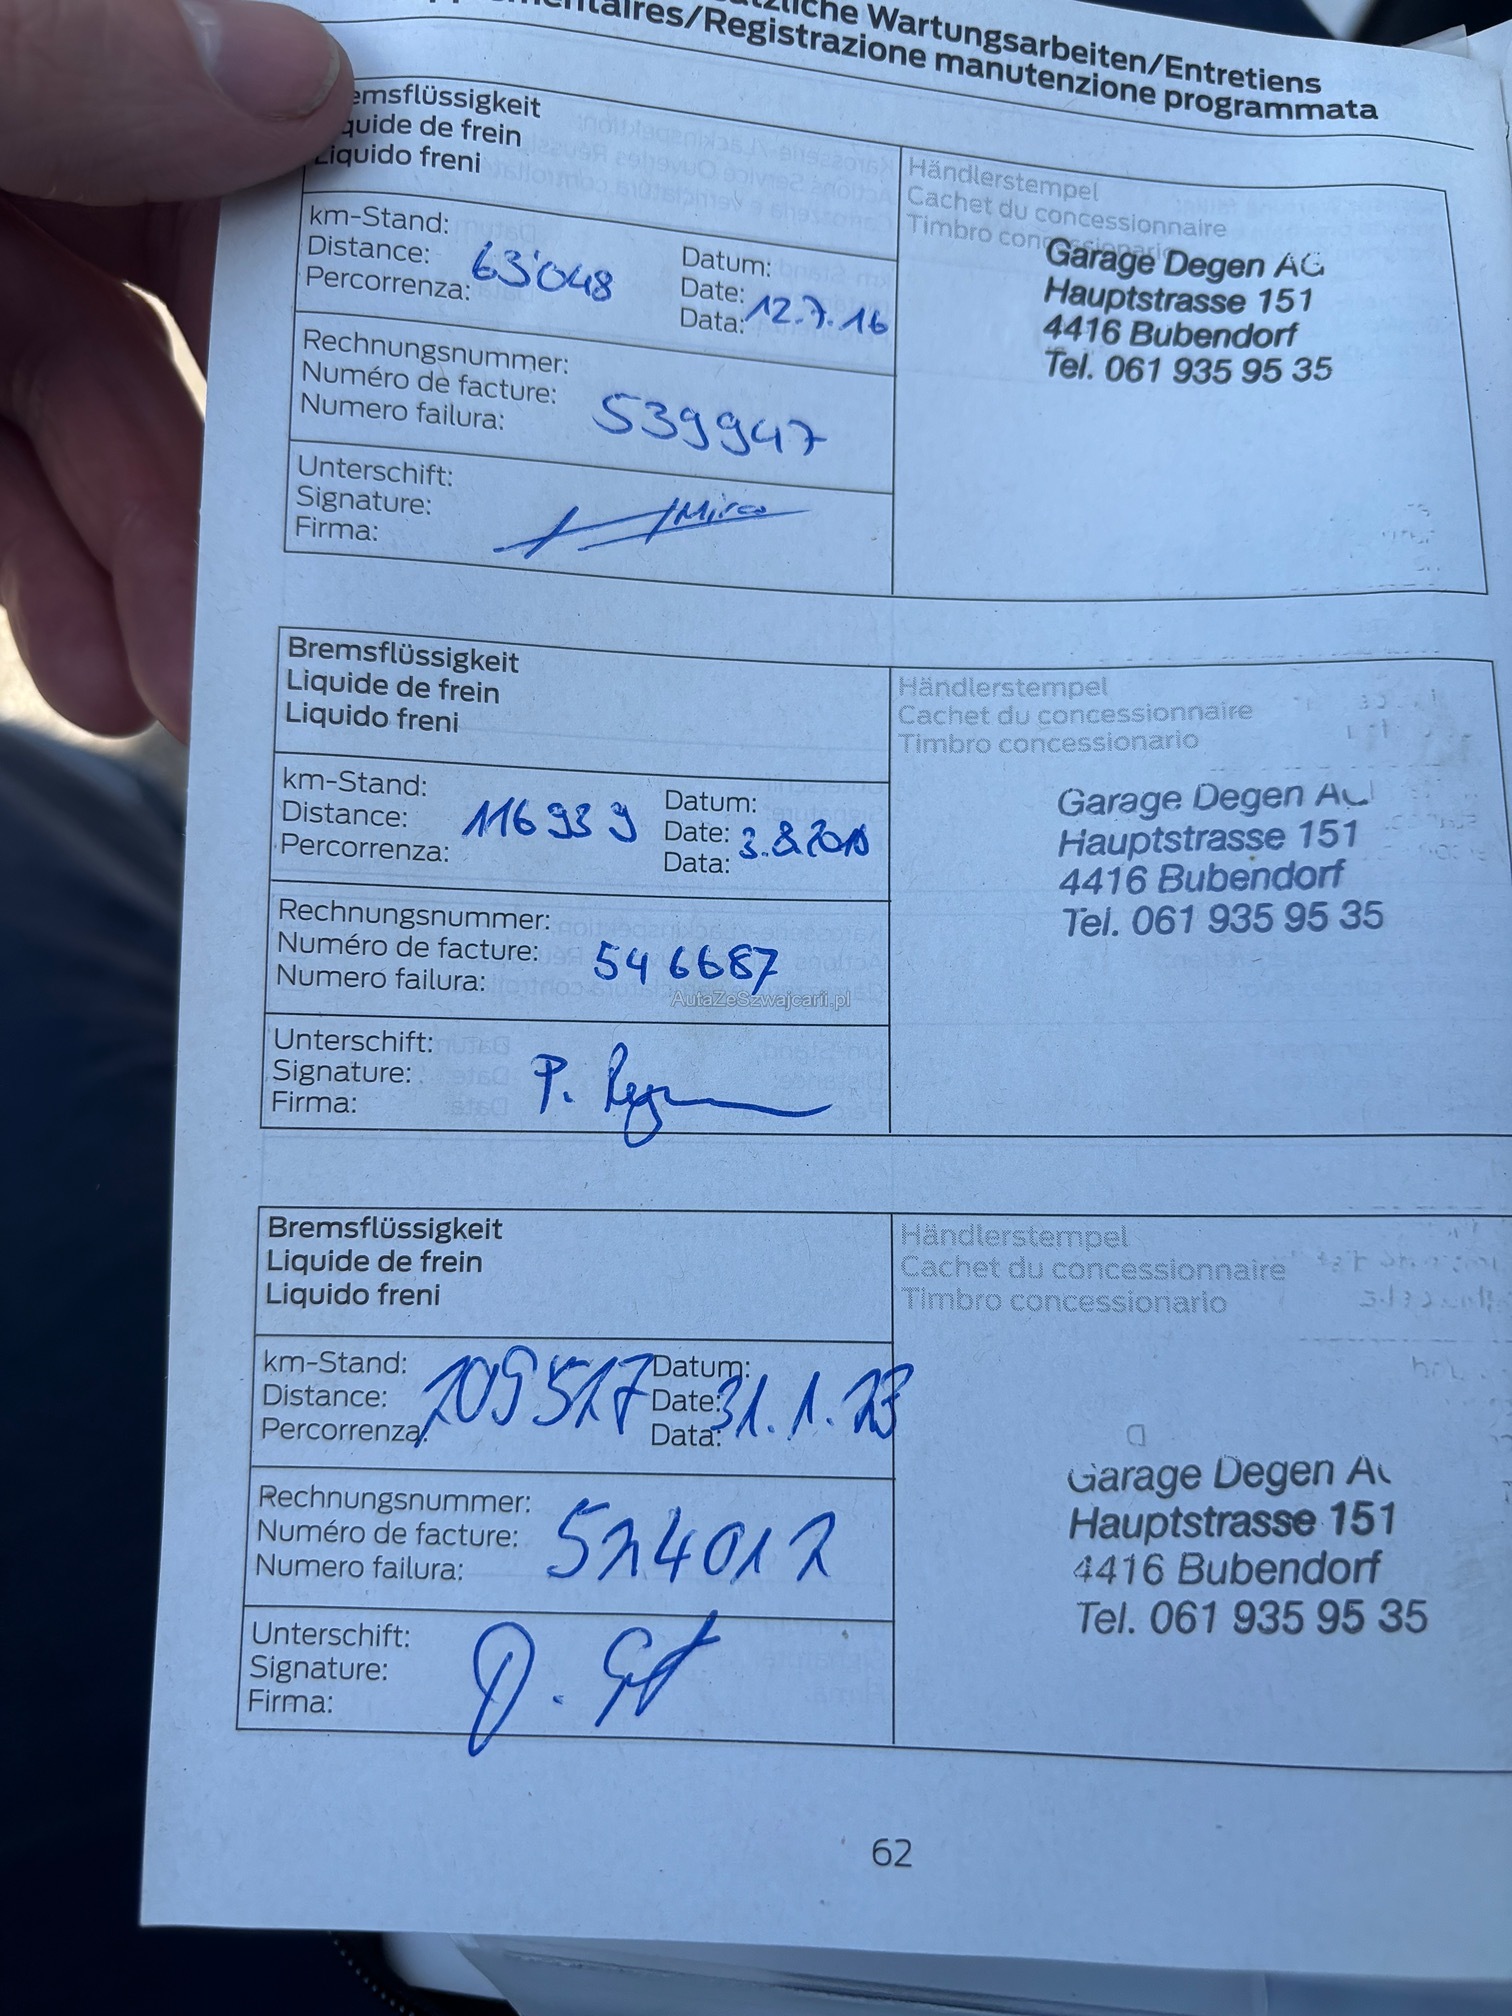 Wartungsarbeiten/Entretiens
mentaires/Registrazione manutenzione programmata
emsflüssigkeit
quide de frein
Liquido freni
Händlerstempel
Cachet du concessionnaire
Timbro concessionario
km-Stand:
Distance: 63'048
Percorrenza:
Datum:
Date: 12.7.16
Data:
Garage Degen AG
Hauptstrasse 151
4416 Bubendorf
Tel. 061 935 95 35
Rechnungsnummer:
Numéro de facture: 539947
Numero failura:
Unterschift:
Signature:
Firma:
Bremsflüssigkeit
Liquide de frein
Liquido freni
Händlerstempel
Cachet du concessionnaire
Timbro concessionario
km-Stand:
Distance: 116939
Percorrenza:
Datum:
Date:
Data:
Garage Degen AG
Hauptstrasse 151
4416 Bubendorf
Tel. 061 935 95 35
Rechnungsnummer:
Numéro de facture: 546687
Numero failura:
AutaZeSzwajcarii.pl
Unterschift:
Signature: P.
Firma:
Bremsflüssigkeit
Liquide de frein
Liquido freni
Händlerstempel
Cachet du concessionnaire
Timbro concessionario
km-Stand:
Distance: 209517
Percorrenza:
Datum:
Date: 31.1.23
Data:
Garage Degen AG
Hauptstrasse 151
4416 Bubendorf
Tel. 061 935 95 35
Rechnungsnummer:
Numéro de facture:
Numero failura:
Unterschift:
Signature:
Firma:
62